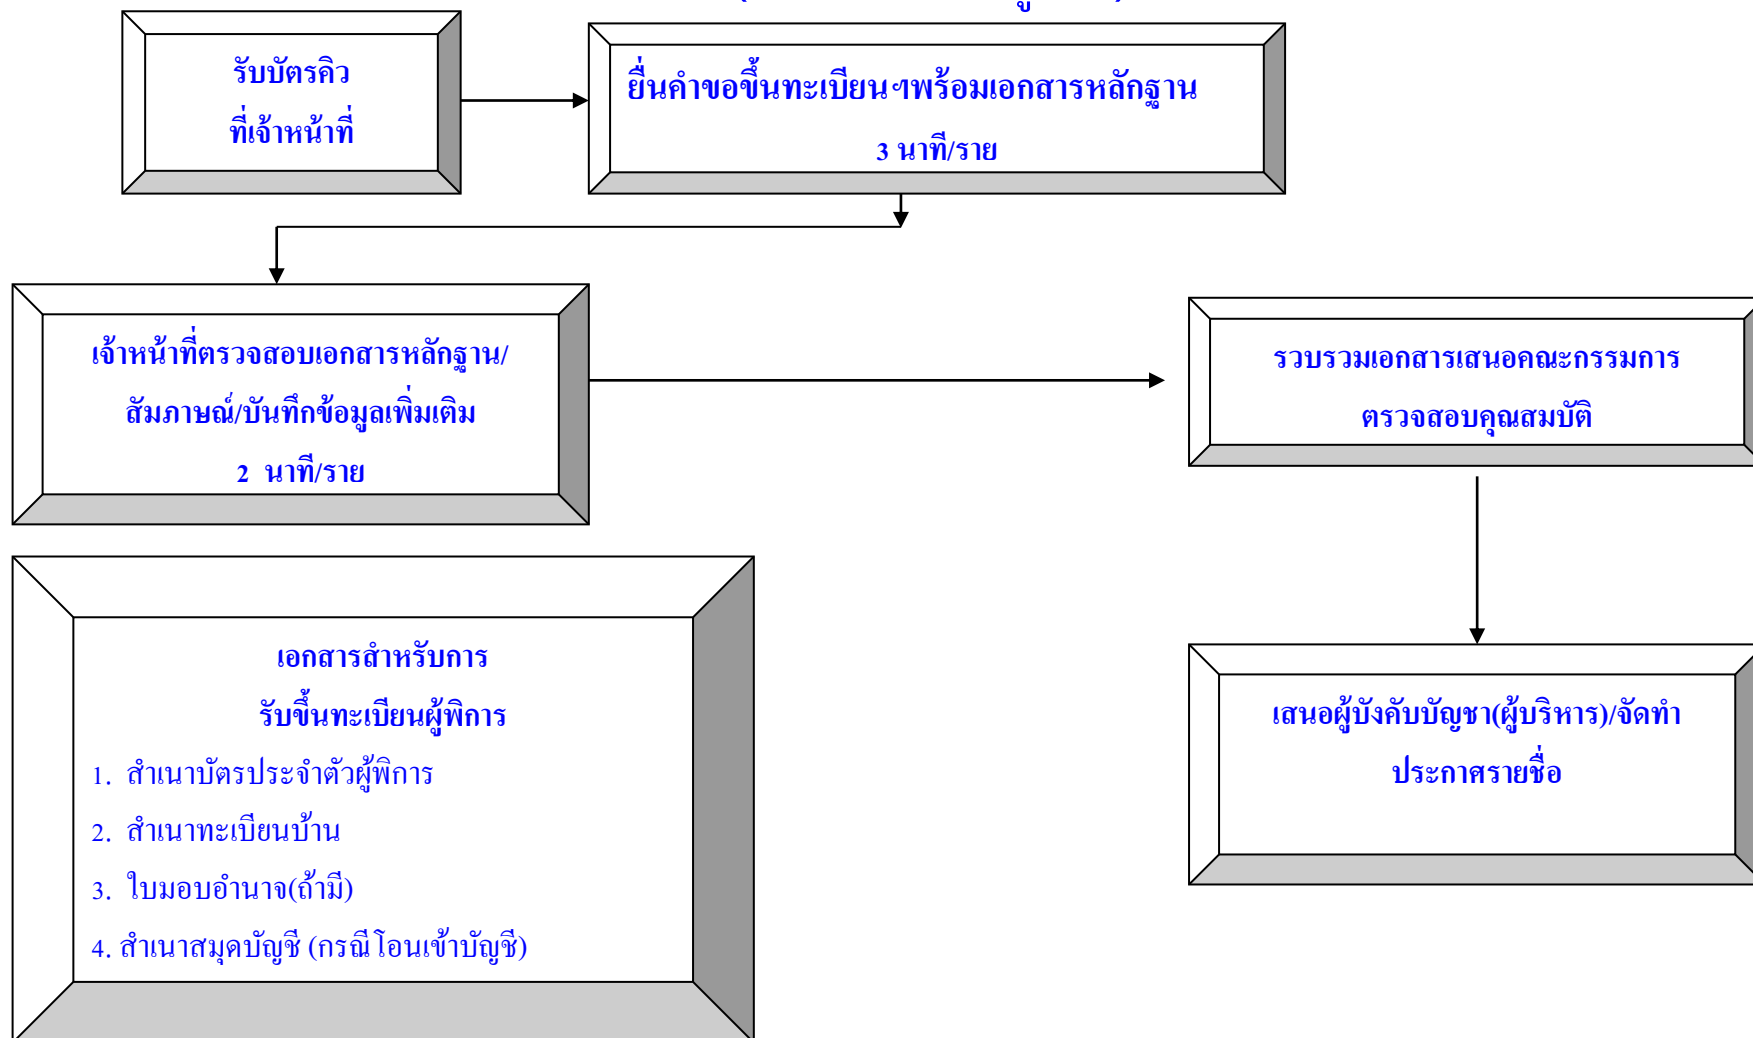 รับบัตรคิว
ที่เจ้าหน้าที่
ยื่นคำขอขึ้นทะเบียนฯพร้อมเอกสารหลักฐาน
3 นาที/ราย
เจ้าหน้าที่ตรวจสอบเอกสารหลักฐาน/
สัมภาษณ์/บันทึกข้อมูลเพิ่มเติม
2 นาที/ราย
รวบรวมเอกสารเสนอคณะกรรมการ
ตรวจสอบคุณสมบัติ
เอกสารสำหรับการ
รับขึ้นทะเบียนผู้พิการ
1. สำเนาบัตรประจำตัวผู้พิการ
2. สำเนาทะเบียนบ้าน
3. ใบมอบอำนาจ(ถ้ามี)
4. สำเนาสมุดบัญชี (กรณีโอนเข้าบัญชี)
เสนอผู้บังคับบัญชา(ผู้บริหาร)/จัดทำ
ประกาศรายชื่อ